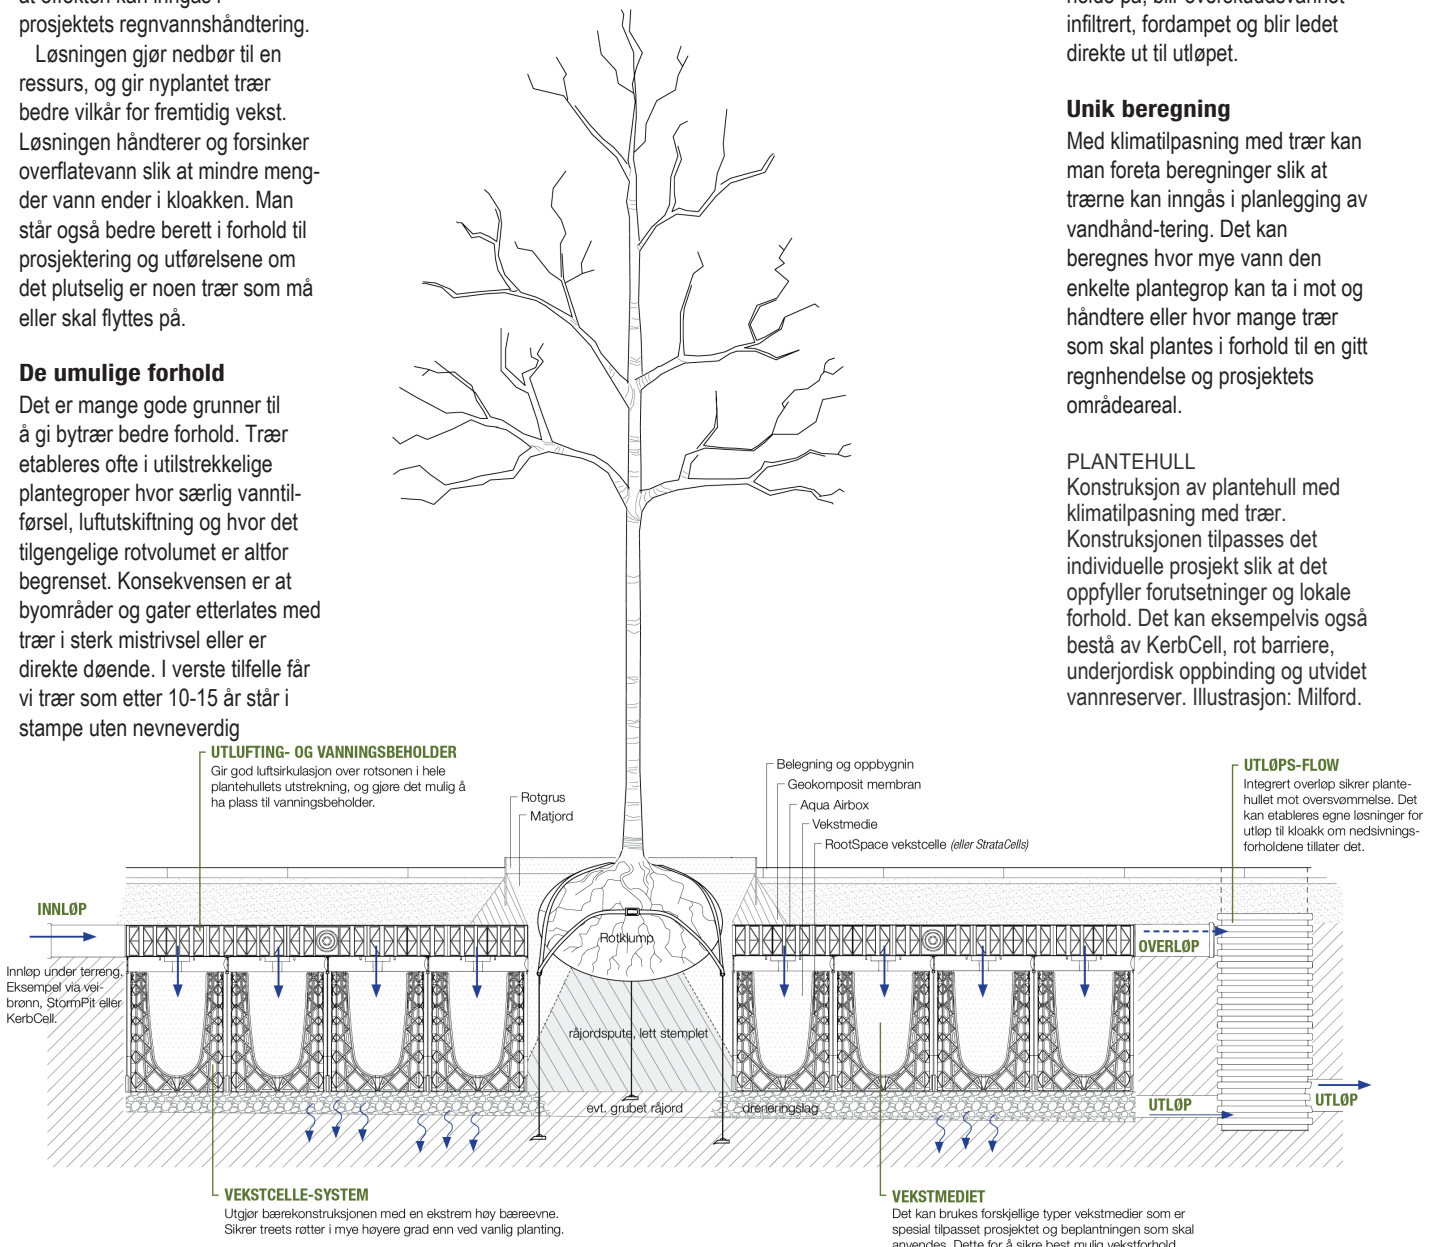 prosjektets regnvannshåndtering.
Løsningen gjør nedbør til en
ressurs, og gir nyplantet trær
bedre vilkår for fremtidig vekst.
Løsningen håndterer og forsinker
overflatevann slik at mindre meng-
der vann ender i kloakken. Man
står også bedre berett i forhold til
prosjektering og utførelsene om
det plutselig er noen trær som må
eller skal flyttes på.
De umulige forhold
Det er mange gode grunner til
å gi bytrær bedre forhold. Trær
etableres ofte i utilstrekkelige
plantegroper hvor særlig vanntil-
førsel, luftutskiftning og hvor det
tilgengelige rotvolumet er altfor
begrenset. Konsekvensen er at
byområder og gater etterlates med
trær i sterk mistrivsel eller er
direkte døende. I verste tilfelle får
vi trær som etter 10-15 år står i
stampe uten nevneverdig
infiltrert, fordampet og blir ledet
direkte ut til utløpet.
Unik beregning
Med klimatilpasning med trær kan
man foreta beregninger slik at
trærne kan inngås i planlegging av
vandhånd-tering. Det kan
beregnes hvor mye vann den
enkelte plantegrop kan ta i mot og
håndtere eller hvor mange trær
som skal plantes i forhold til en gitt
regnhendelse og prosjektets
områdeareal.
PLANTEHULL
Konstruksjon av plantehull med
klimatilpasning med trær.
Konstruksjonen tilpasses det
individuelle prosjekt slik at det
oppfyller forutsetninger og lokale
forhold. Det kan eksempelvis også
bestå av KerbCell, rot barriere,
underjordisk oppbinding og utvidet
vannreserver. Illustrasjon: Milford.
UTLUFTING- OG VANNINGSBEHOLDER
Gir god luftsirkulasjon over rotsonen i hele
plantehullets utstrekning, og gjøre det mulig å
ha plass til vanningsbeholder.
Rotgrus
Matjord
Belegning og oppbygnin
Geokomposit membran
Aqua Airbox
Vekstmedie
RootSpace vekstcelle (eller StrataCells)
UTLØPS-FLOW
Integrert overløp sikrer plante-
hullet mot oversvømmelse. Det
kan etableres egne løsninger for
utløp til kloakk om nedsivnings-
forholdene tillater det.
INNLØP
Innløp under terreng,
Eksempel via vei-
brønn, StormPit eller
KerbCell.
Rotklump
OVERLØP
råjordspute, lett stemplet
evt. grubet råjord
dreneringslag
UTLØP
UTLØP
VEKSTCELLE-SYSTEM
Utgjør bærekonstruksjonen med en ekstrem høy bæreevne.
Sikrer treets røtter i mye høyere grad enn ved vanlig planting.
VEKSTMEDIET
Det kan brukes forskjellige typer vekstmedier som er
spesial tilpasset prosjektet og beplantningen som skal
anvendes. Dette for å sikre best mulig vekstforhold